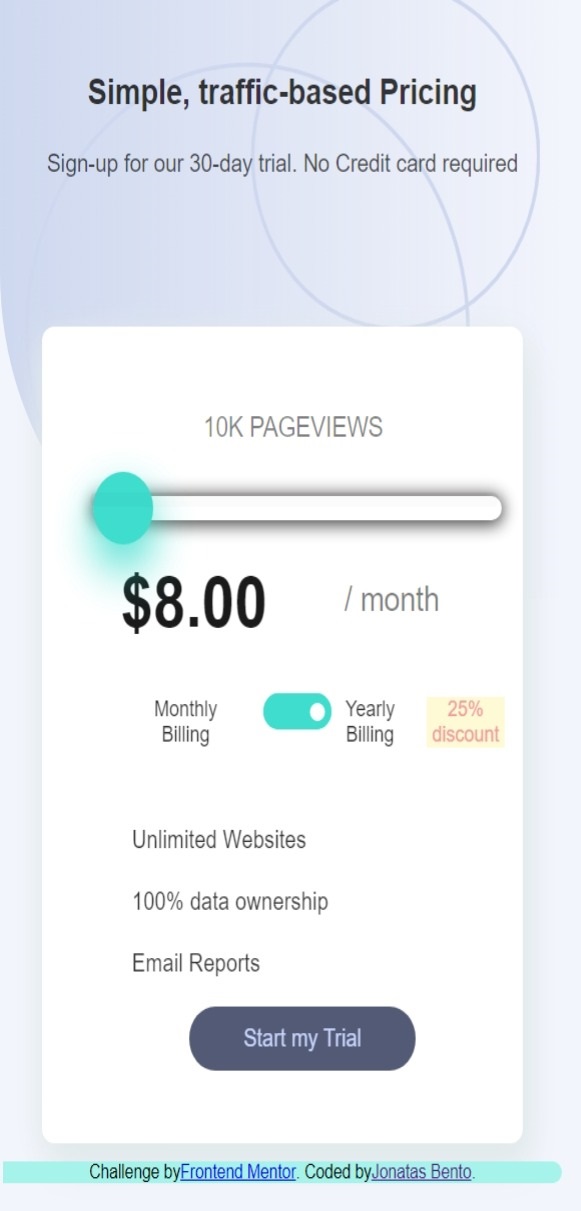 Simple, traffic-based Pricing
Sign-up for our 30-day trial. No Credit card required
10K PAGEVIEWS
$8.00 / month
Monthly Billing
Yearly Billing
25% discount
Unlimited Websites
100% data ownership
Email Reports
Start my Trial
Challenge byFrontend Mentor. Coded byJonatas Bento.